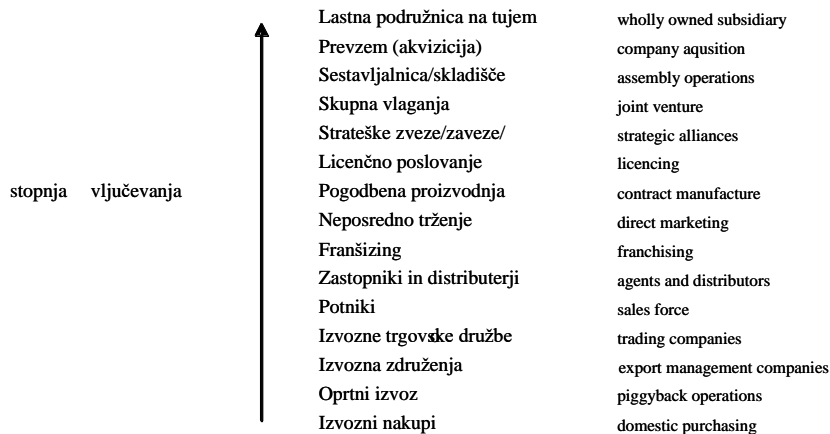 Lastna podružnica na tujem wholly owned subsidiary
Prevzem (akvizicija) company aqusition
Sestavljalnica/skladišče assembly operations
Skupna vlaganja joint venture
Strateške zveze/zaveze/ strategic alliances
Licenčno poslovanje licencing
stopnja vljučevanja Pogodbena proizvodnja contract manufacture
Neposredno trženje direct marketing
Franšizing franchising
Zastopniki in distributerji agents and distributors
Potniki sales force
Izvozne trgovske družbe trading companies
Izvozna združenja export management companies
Oprtni izvoz piggyback operations
Izvozni nakupi domestic purchasing